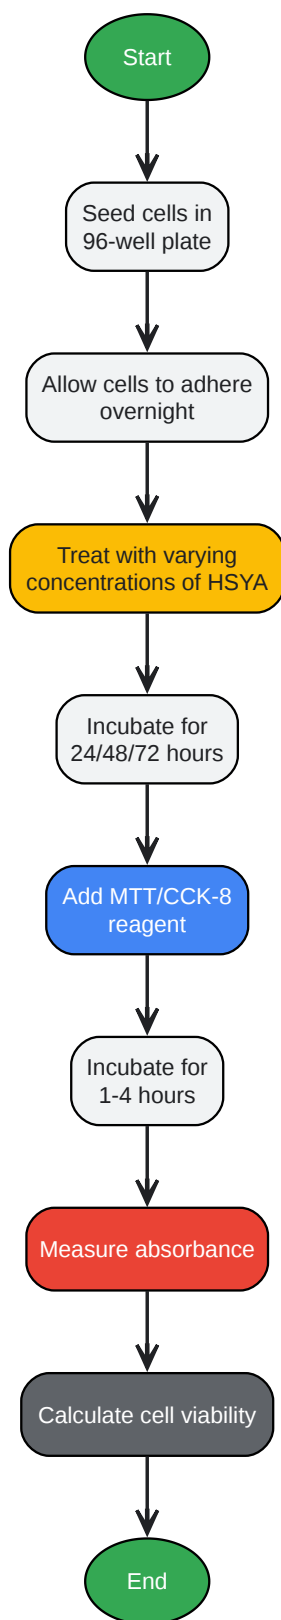 Start
Seed cells in
96-well plate
Allow cells to adhere
overnight
Treat with varying
concentrations of HSYA
Incubate for
24/48/72 hours
Add MTT/CCK-8
reagent
Incubate for
1-4 hours
Measure absorbance
Calculate cell viability
End